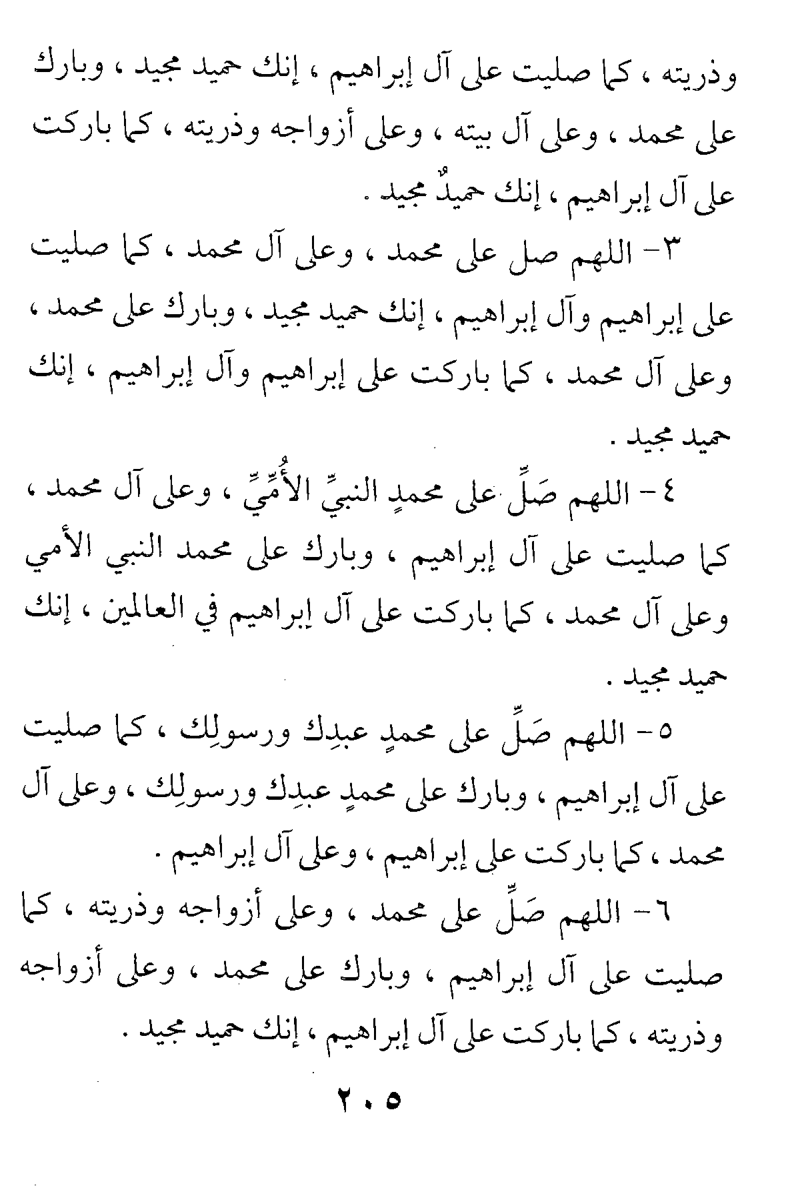 وذريته ، كما صليت على آل إبراهيم ، إنك حميد مجيد ، وبارك
على محمد ، وعلى آل بيته ، وعلى أزواجه وذريته ، كما باركت
على آل إبراهيم ، إنك حميدٌ مجيد .
٣- اللهم صل على محمد ، وعلى آل محمد ، كما صليت
على إبراهيم وآل إبراهيم ، إنك حميد مجيد ، وبارك على محمد ،
وعلى آل محمد ، كما باركت على إبراهيم وآل إبراهيم ، إنك
حميد مجيد .
٤- اللهم صَلِّ على محمدٍ النبيِّ الأُمِّيِّ ، وعلى آل محمد ،
كما صليت على آل إبراهيم ، وبارك على محمد النبي الأمي
وعلى آل محمد ، كما باركت على آل إبراهيم في العالمين ، إنك
حميد مجيد .
٥- اللهم صَلِّ على محمدٍ عبدِك ورسولِك ، كما صليت
على آل إبراهيم ، وبارك على محمدٍ عبدِك ورسولِك ، وعلى آل
محمد ، كما باركت على إبراهيم ، وعلى آل إبراهيم .
٦- اللهم صَلِّ على محمد ، وعلى أزواجه وذريته ، كما
صليت على آل إبراهيم ، وبارك على محمد ، وعلى أزواجه
وذريته ، كما باركت على آل إبراهيم ، إنك حميد مجيد .
٢٠٥